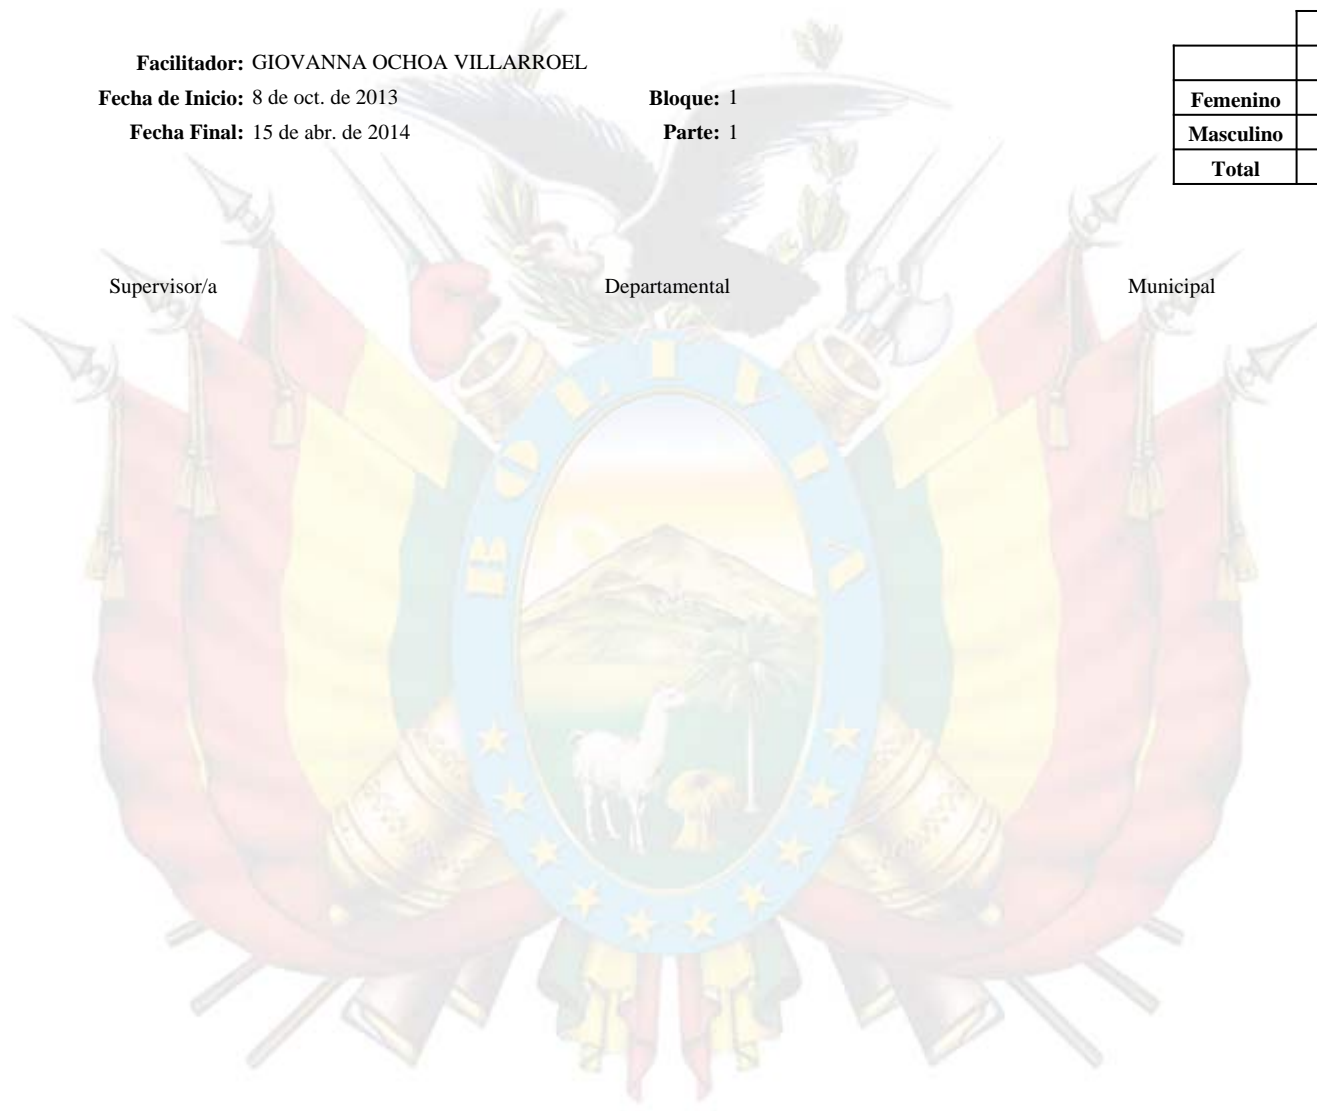 Facilitador: GIOVANNA OCHOA VILLARROEL
Fecha de Inicio: 8 de oct. de 2013 Bloque: 1
Fecha Final: 15 de abr. de 2014 Parte: 1
Femenino
Masculino
Total
Supervisor/a Departamental Municipal
BOLIVIA